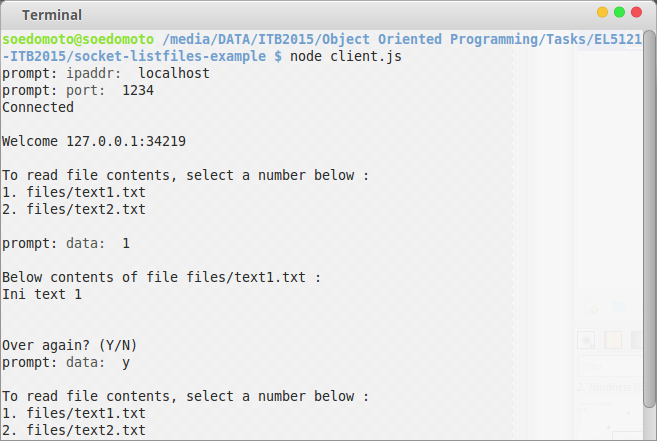 Terminal
soedomoto@soedomoto /media/DATA/ITB2015/Object Oriented Programming/Tasks/EL5121
-ITB2015/socket-listfiles-example $ node client.js
prompt: ipaddr:  localhost
prompt: port:  1234
Connected
Welcome 127.0.0.1:34219
To read file contents, select a number below :
1. files/text1.txt
2. files/text2.txt
prompt: data:  1
Below contents of file files/text1.txt :
Ini text 1
Over again? (Y/N)
prompt: data:  y
To read file contents, select a number below :
1. files/text1.txt
2. files/text2.txt